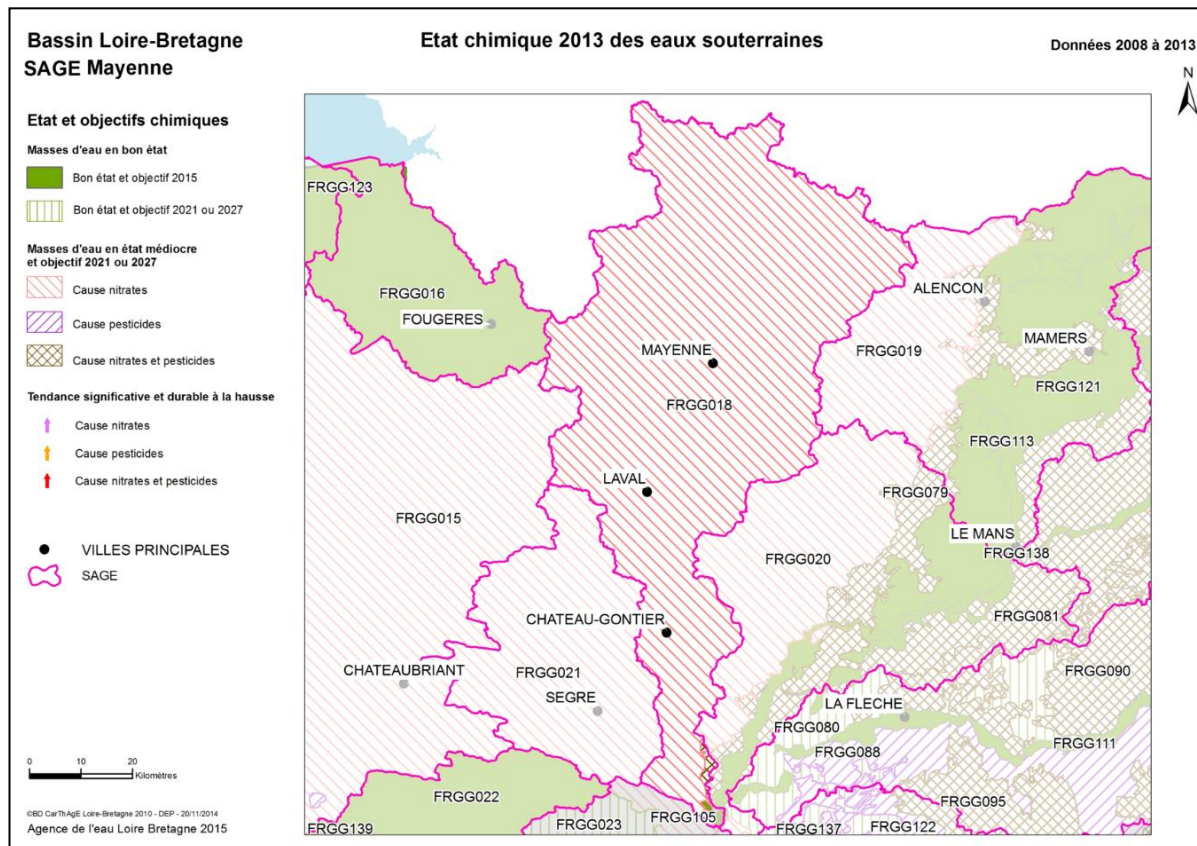 Bassin Loire-Bretagne
SAGE Mayenne
Etat chimique 2013 des eaux souterraines
Données 2008 à 2013
N
Etat et objectifs chimiques
Masses d'eau en bon état
Bon état et objectif 2015
Bon état et objectif 2021 ou 2027
Masses d'eau en état médiocre
et objectif 2021 ou 2027
Cause nitrates
Cause pesticides
Cause nitrates et pesticides
Tendance significative et durable à la hausse
Cause nitrates
Cause pesticides
Cause nitrates et pesticides
VILLES PRINCIPALES
SAGE
0 10 20
Kilomètres
©BD CarThAgE Loire-Bretagne 2010 - DEP - 20/11/2014
Agence de l'eau Loire Bretagne 2015
FRGG123
FRGG016
FOUGERES
ALENCON
MAYENNE
FRGG019
MAMERS
FRGG018
FRGG121
FRGG113
LAVAL
FRGG079
FRGG015
LE MANS
FRGG138
FRGG020
CHATEAU-GONTIER
FRGG081
CHATEAUBRIANT
FRGG021
FRGG090
SEGRE
LA FLECHE
FRGG080
FRGG088
FRGG111
FRGG022
FRGG095
FRGG105
FRGG139
FRGG023
FRGG137
FRGG122